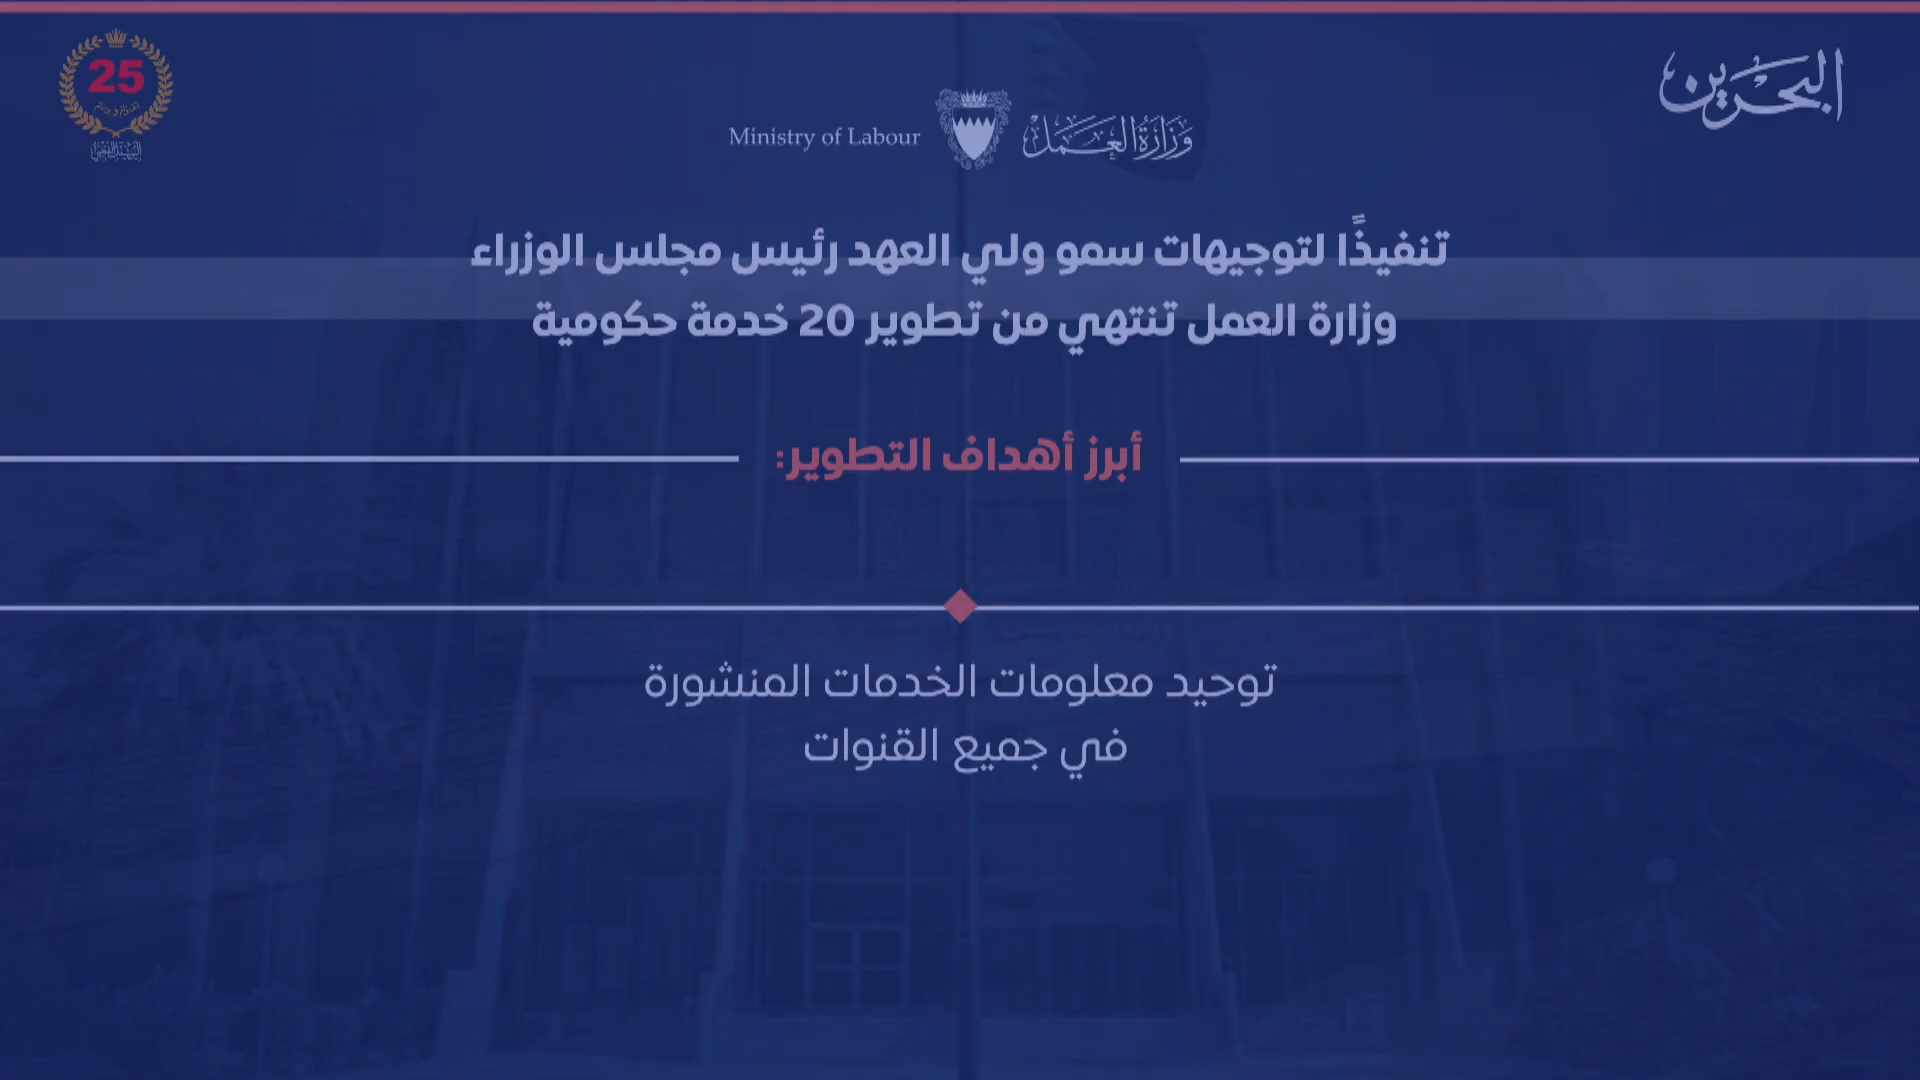 البحرين
25
Ministry of Labour
وزارة العمل
تنفيذًا لتوجيهات سمو ولي العهد رئيس مجلس الوزراء
وزارة العمل تنتهي من تطوير 20 خدمة حكومية
أبرز أهداف التطوير:
توحيد معلومات الخدمات المنشورة
في جميع القنوات